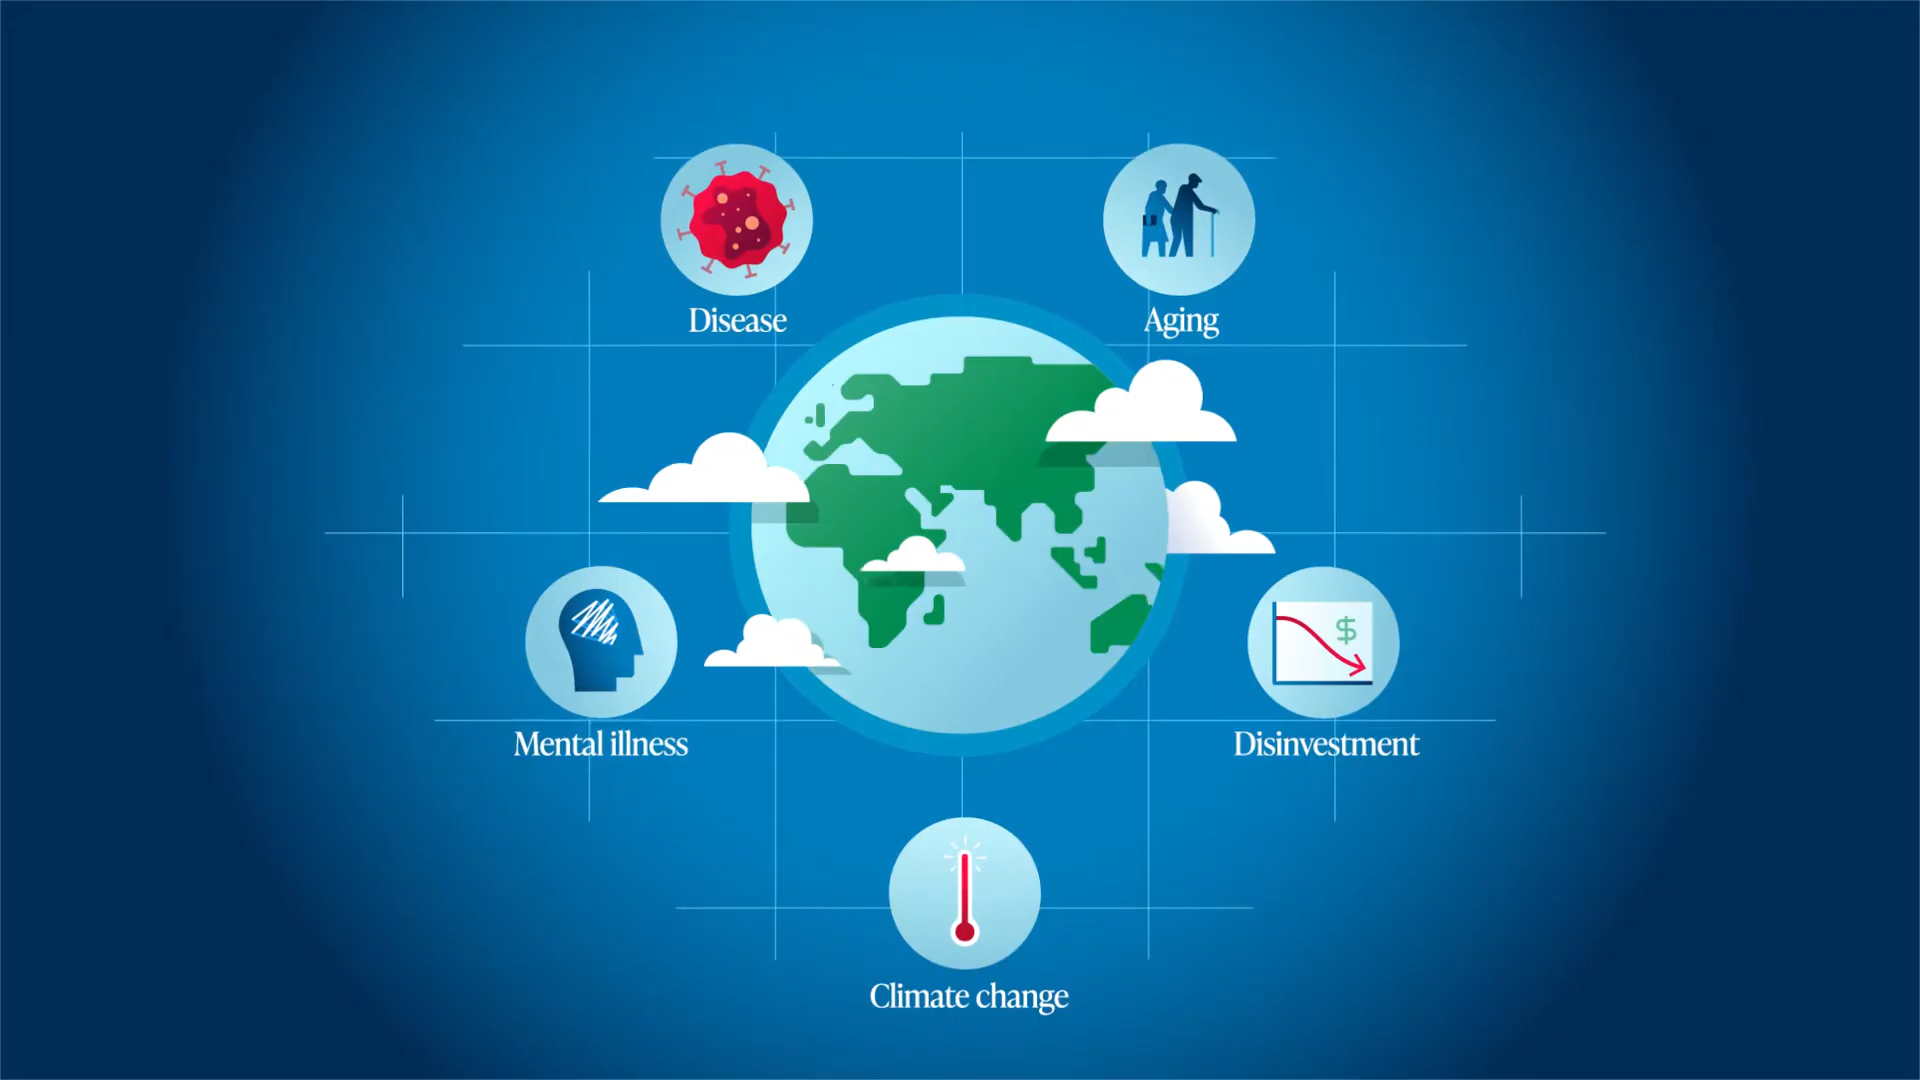 Disease
Aging
Mental illness
Disinvestment
$
Climate change